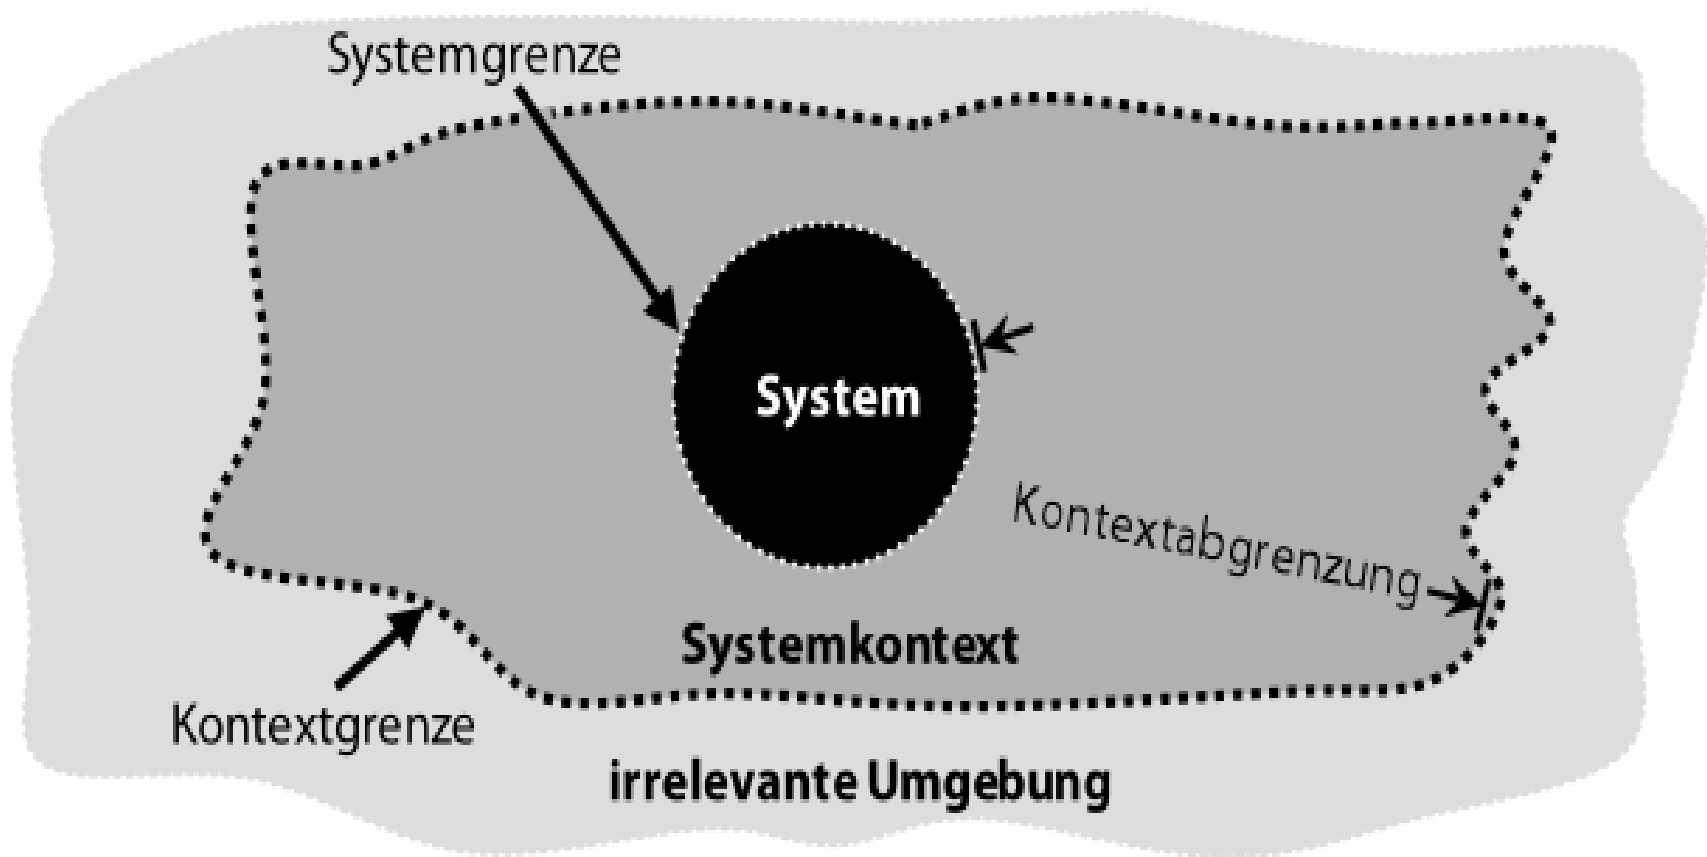 Systemgrenze
System
Kontextabgrenzung
Systemkontext
Kontextgrenze
irrelevante Umgebung